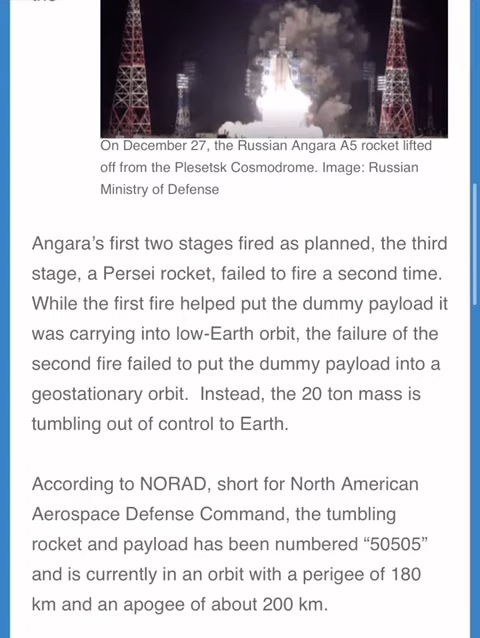 On December 27, the Russian Angara A5 rocket lifted
off from the Plesetsk Cosmodrome. Image: Russian
Ministry of Defense
Angara’s first two stages fired as planned, the third
stage, a Persei rocket, failed to fire a second time.
While the first fire helped put the dummy payload it
was carrying into low-Earth orbit, the failure of the
second fire failed to put the dummy payload into a
geostationary orbit.  Instead, the 20 ton mass is
tumbling out of control to Earth.
According to NORAD, short for North American
Aerospace Defense Command, the tumbling
rocket and payload has been numbered “50505”
and is currently in an orbit with a perigee of 180
km and an apogee of about 200 km.